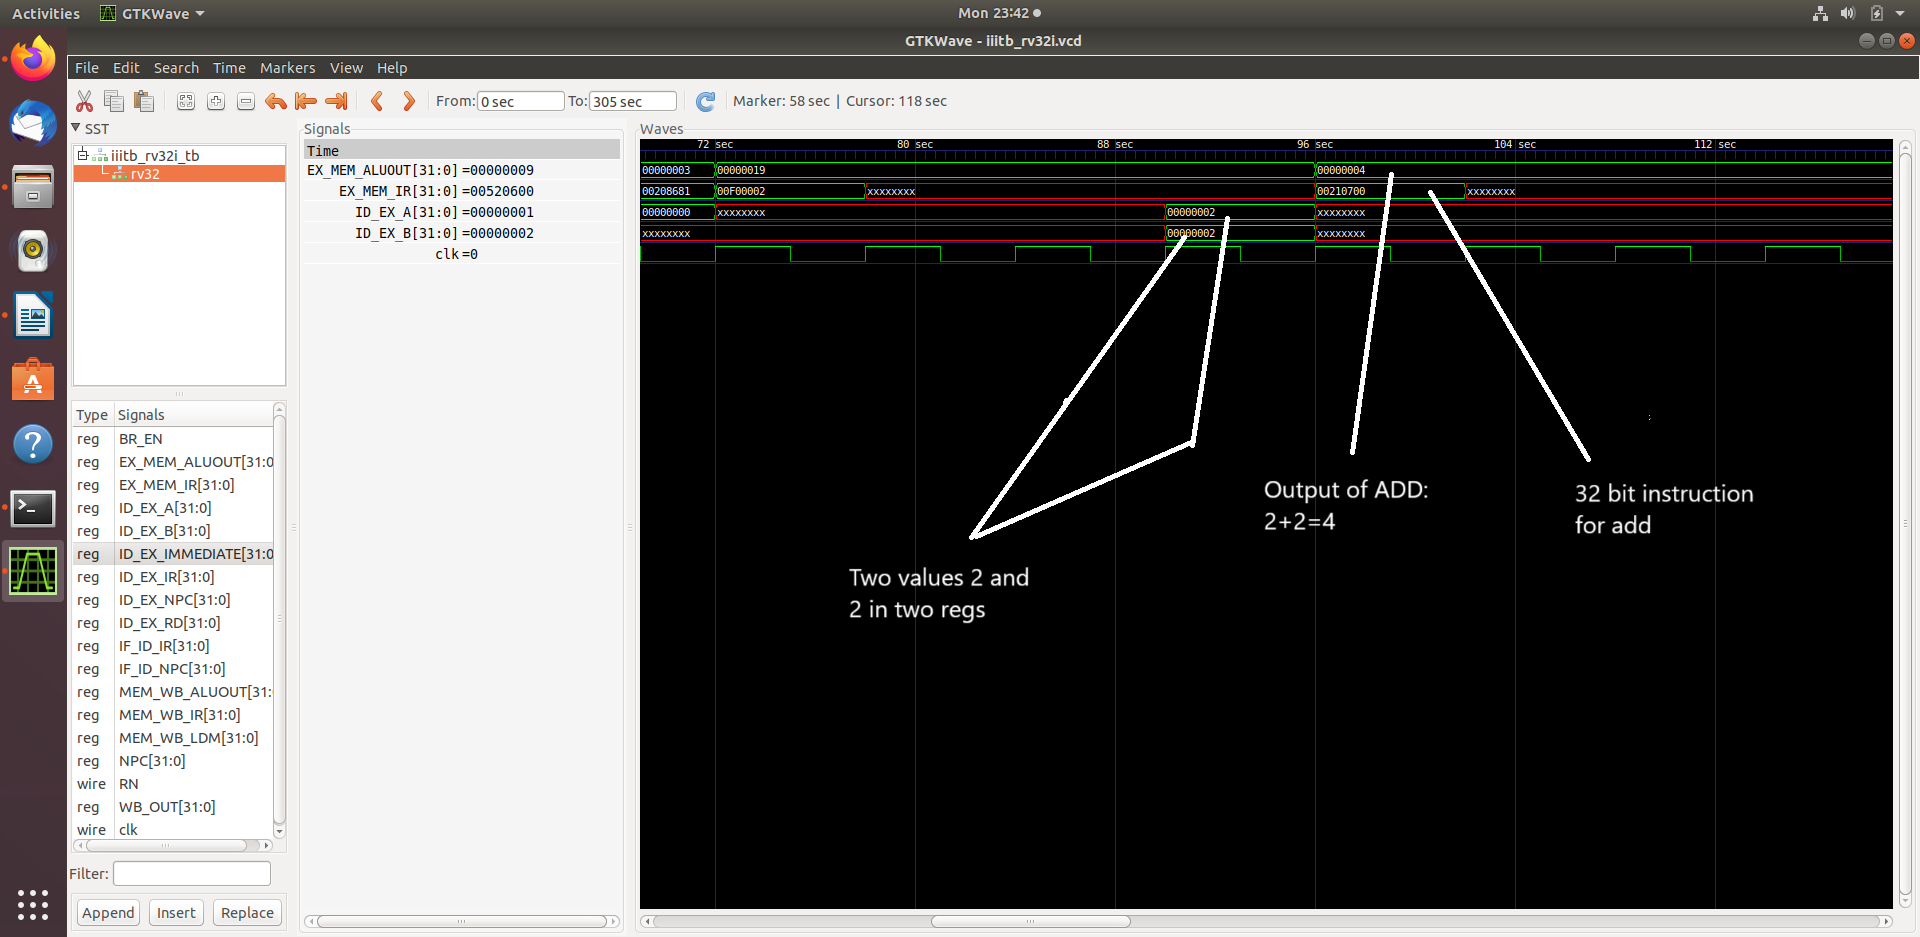 Activities GTKWave Mon 23:42
GTKWave - iiitb_rv32i.vcd
File Edit Search Time Markers View Help
From: 0 sec To: 305 sec Marker: 58 sec | Cursor: 118 sec
SST
iiitb_rv32i_tb
rv32
Type Signals
reg BR_EN
reg EX_MEM_ALUOUT[31:0
reg EX_MEM_IR[31:0]
reg ID_EX_A[31:0]
reg ID_EX_B[31:0]
reg ID_EX_IMMEDIATE[31:0
reg ID_EX_IR[31:0]
reg ID_EX_NPC[31:0]
reg ID_EX_RD[31:0]
reg IF_ID_IR[31:0]
reg IF_ID_NPC[31:0]
reg MEM_WB_ALUOUT[31:
reg MEM_WB_IR[31:0]
reg MEM_WB_LDM[31:0]
reg NPC[31:0]
wire RN
reg WB_OUT[31:0]
wire clk
Filter:
Append Insert Replace
Signals
Time
EX_MEM_ALUOUT[31:0] =00000009
EX_MEM_IR[31:0] =00520600
ID_EX_A[31:0] =00000001
ID_EX_B[31:0] =00000002
clk =0
Waves
72 sec 80 sec 88 sec 96 sec 104 sec 112 sec
00000003 00000019 00000004
00208681 00F00002 xxxxxxxx 00210700 xxxxxxxx
00000000 xxxxxxxx 00000002 xxxxxxxx
xxxxxxxx 00000002 xxxxxxxx
Two values 2 and
2 in two regs
Output of ADD:
2+2=4
32 bit instruction
for add